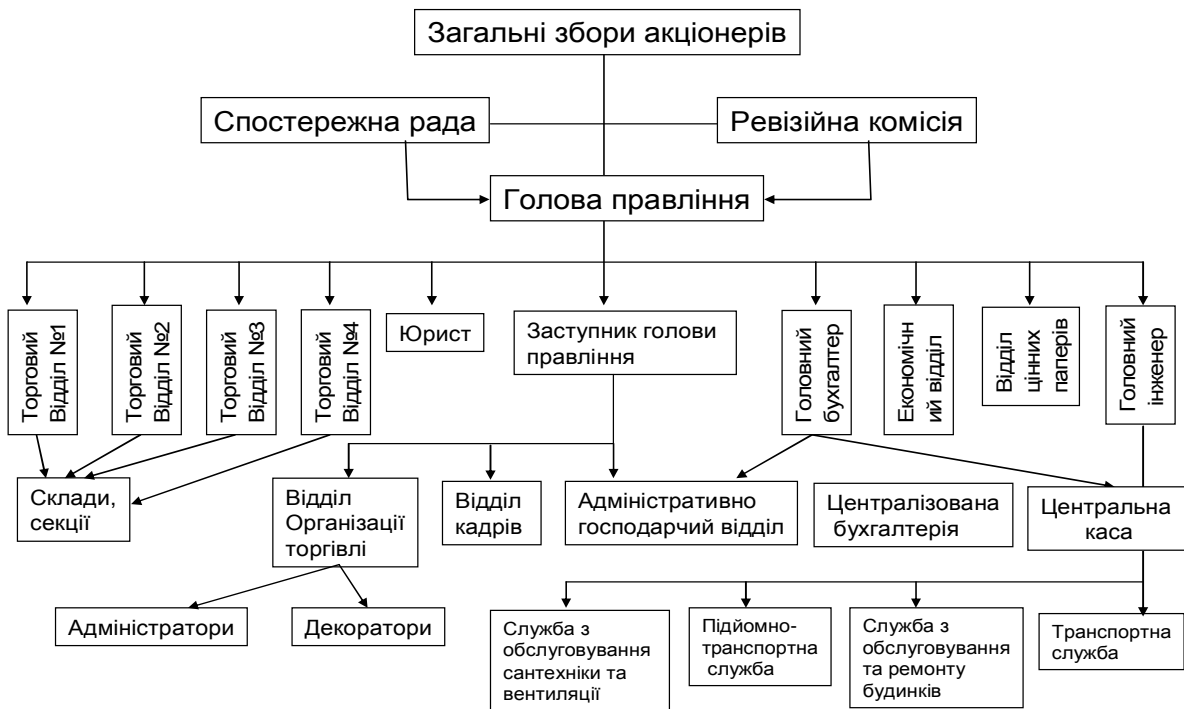 Загальні збори акціонерів
Спостережна рада
Ревізійна комісія
Голова правління
Торговий
Відділ №1
Торговий
Відділ №2
Торговий
Відділ №3
Торговий
Відділ №4
Юрист
Заступник голови
правління
Головний
бухгалтер
Економічн
ий відділ
Відділ
цінних
паперів
Головний
інженер
Склади,
секції
Відділ
Організації
торгівлі
Відділ
кадрів
Адміністративно
господарчий відділ
Централізована
бухгалтерія
Центральна
каса
Адміністратори
Декоратори
Служба з
обслуговування
сантехніки та
вентиляції
Підйомно-
транспортна
служба
Служба з
обслуговування
та ремонту
будинків
Транспортна
служба